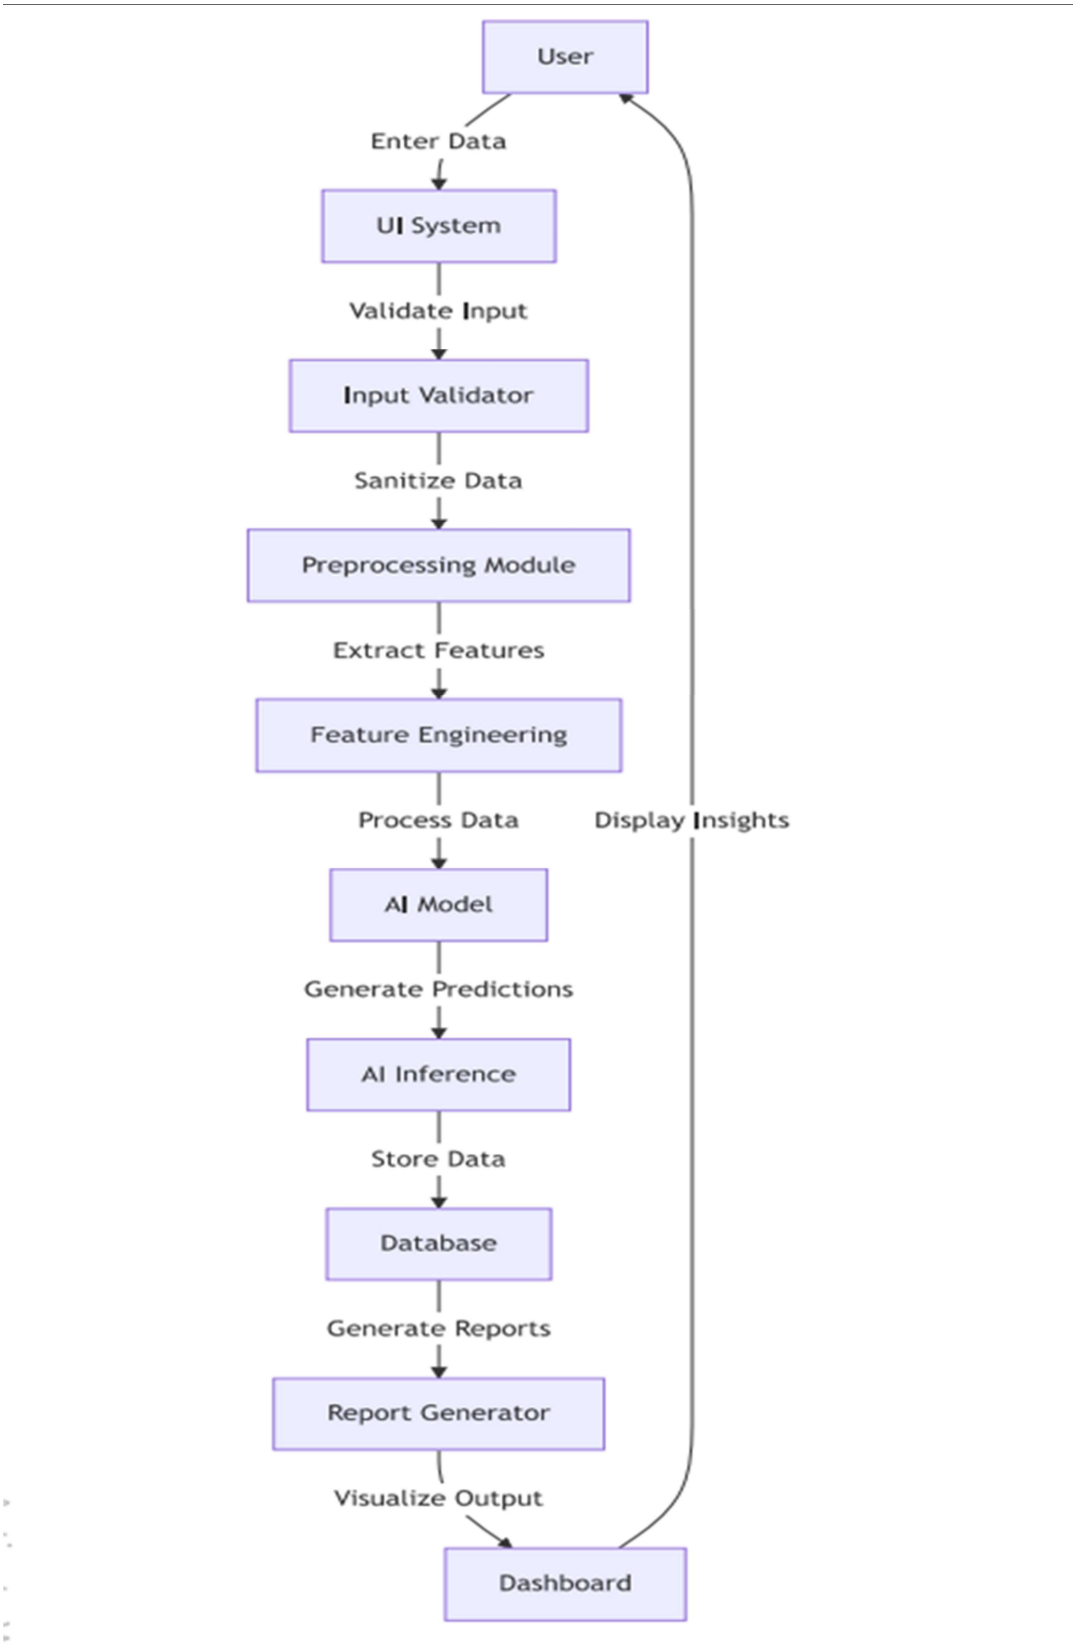 User
Enter Data
UI System
Validate Input
Input Validator
Sanitize Data
Preprocessing Module
Extract Features
Feature Engineering
Process Data
Display Insights
AI Model
Generate Predictions
AI Inference
Store Data
Database
Generate Reports
Report Generator
Visualize Output
Dashboard